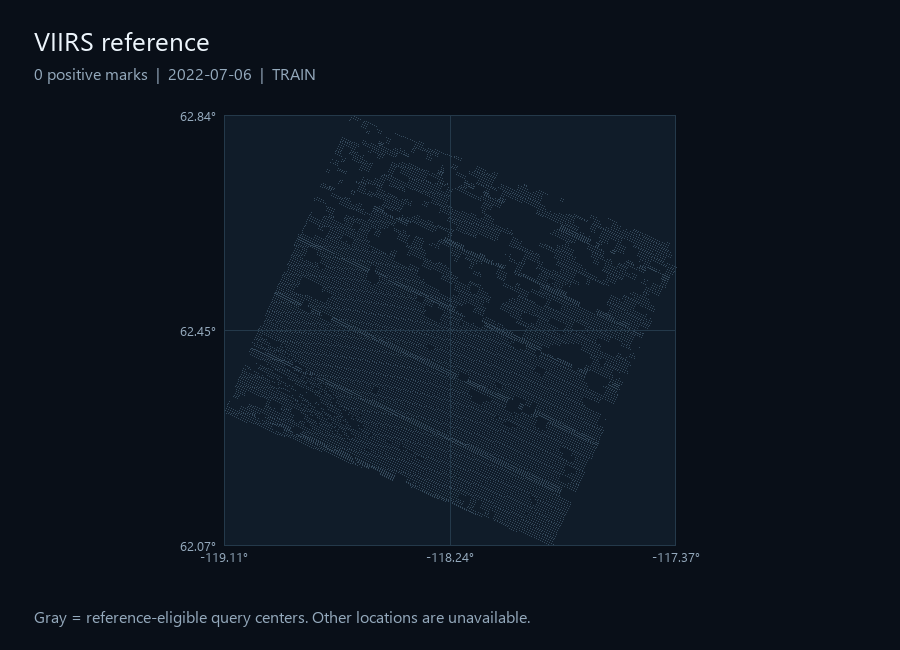 VIIRS reference
0 positive marks | 2022-07-06 | TRAIN
62.84°
62.45°
62.07°
-119.11° -118.24° -117.37°
Gray = reference-eligible query centers. Other locations are unavailable.